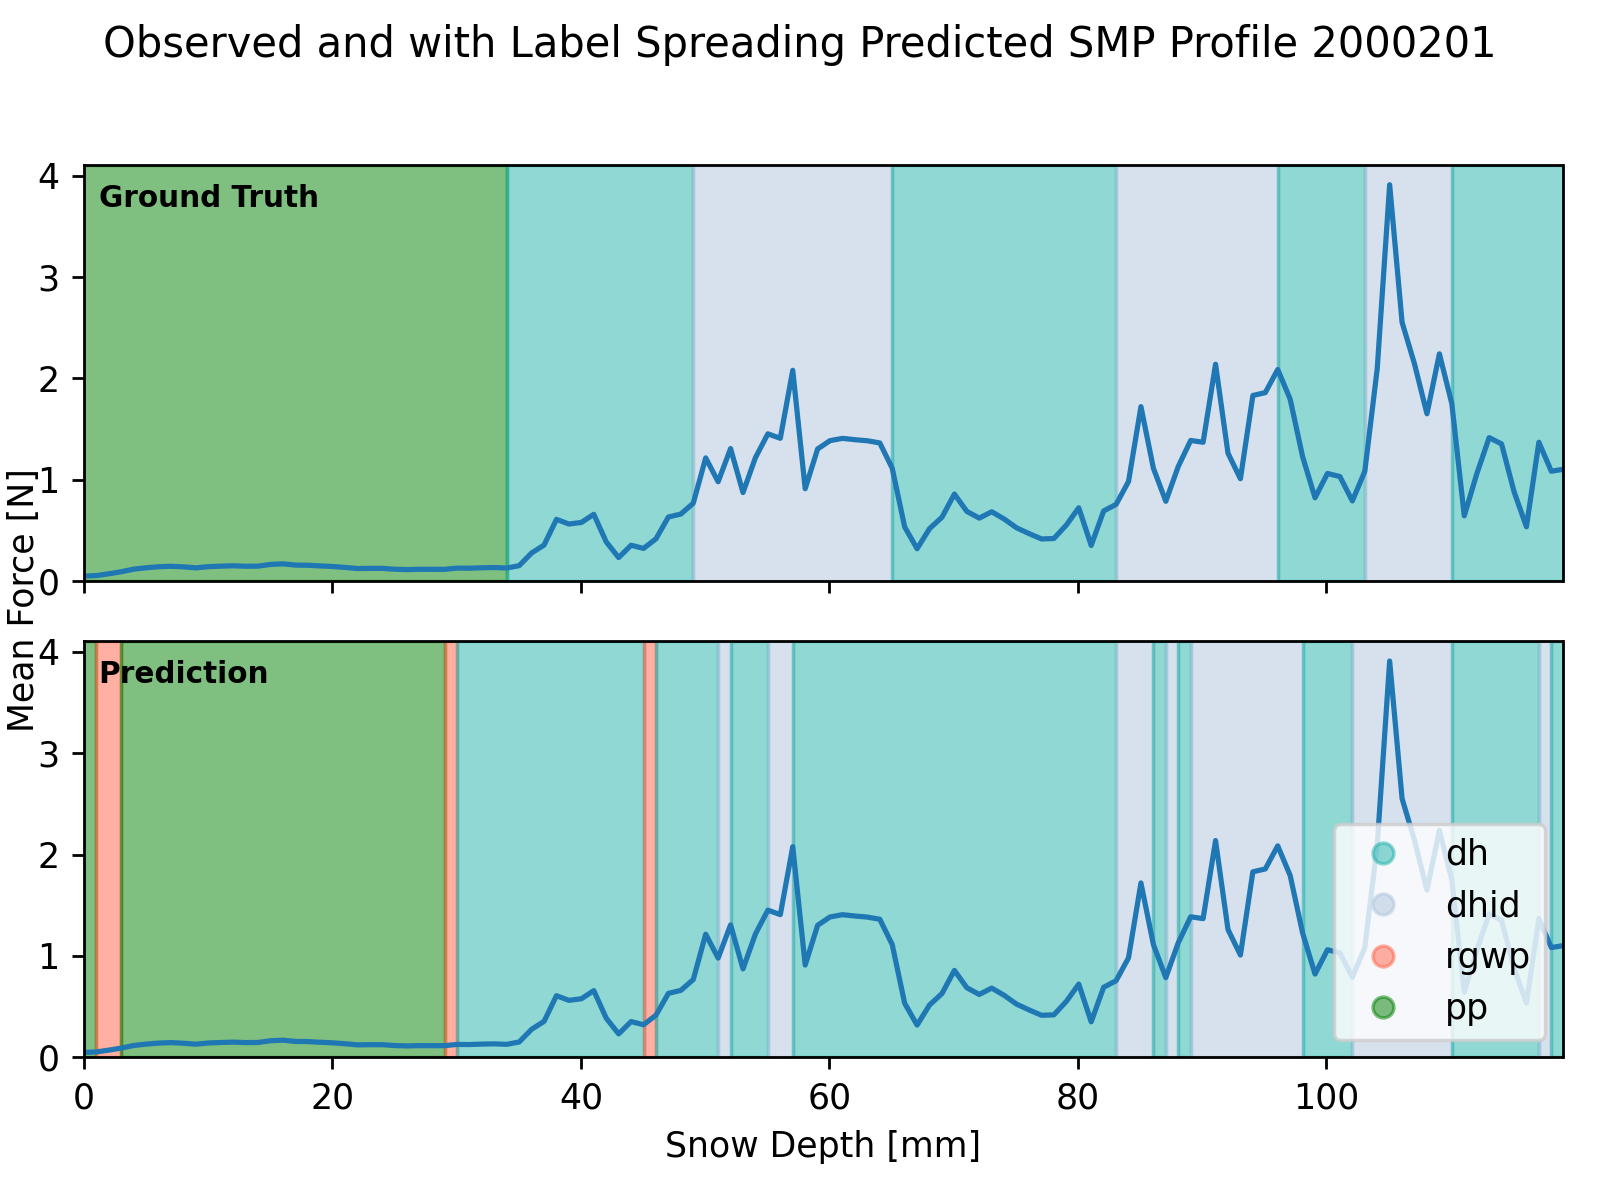 Observed and with Label Spreading Predicted SMP Profile 2000201
4
Ground Truth
3
2
1
0
Mean Force [N]
4
Prediction
3
2
1
0
dh
dhid
rgwp
pp
0 20 40 60 80 100
Snow Depth [mm]